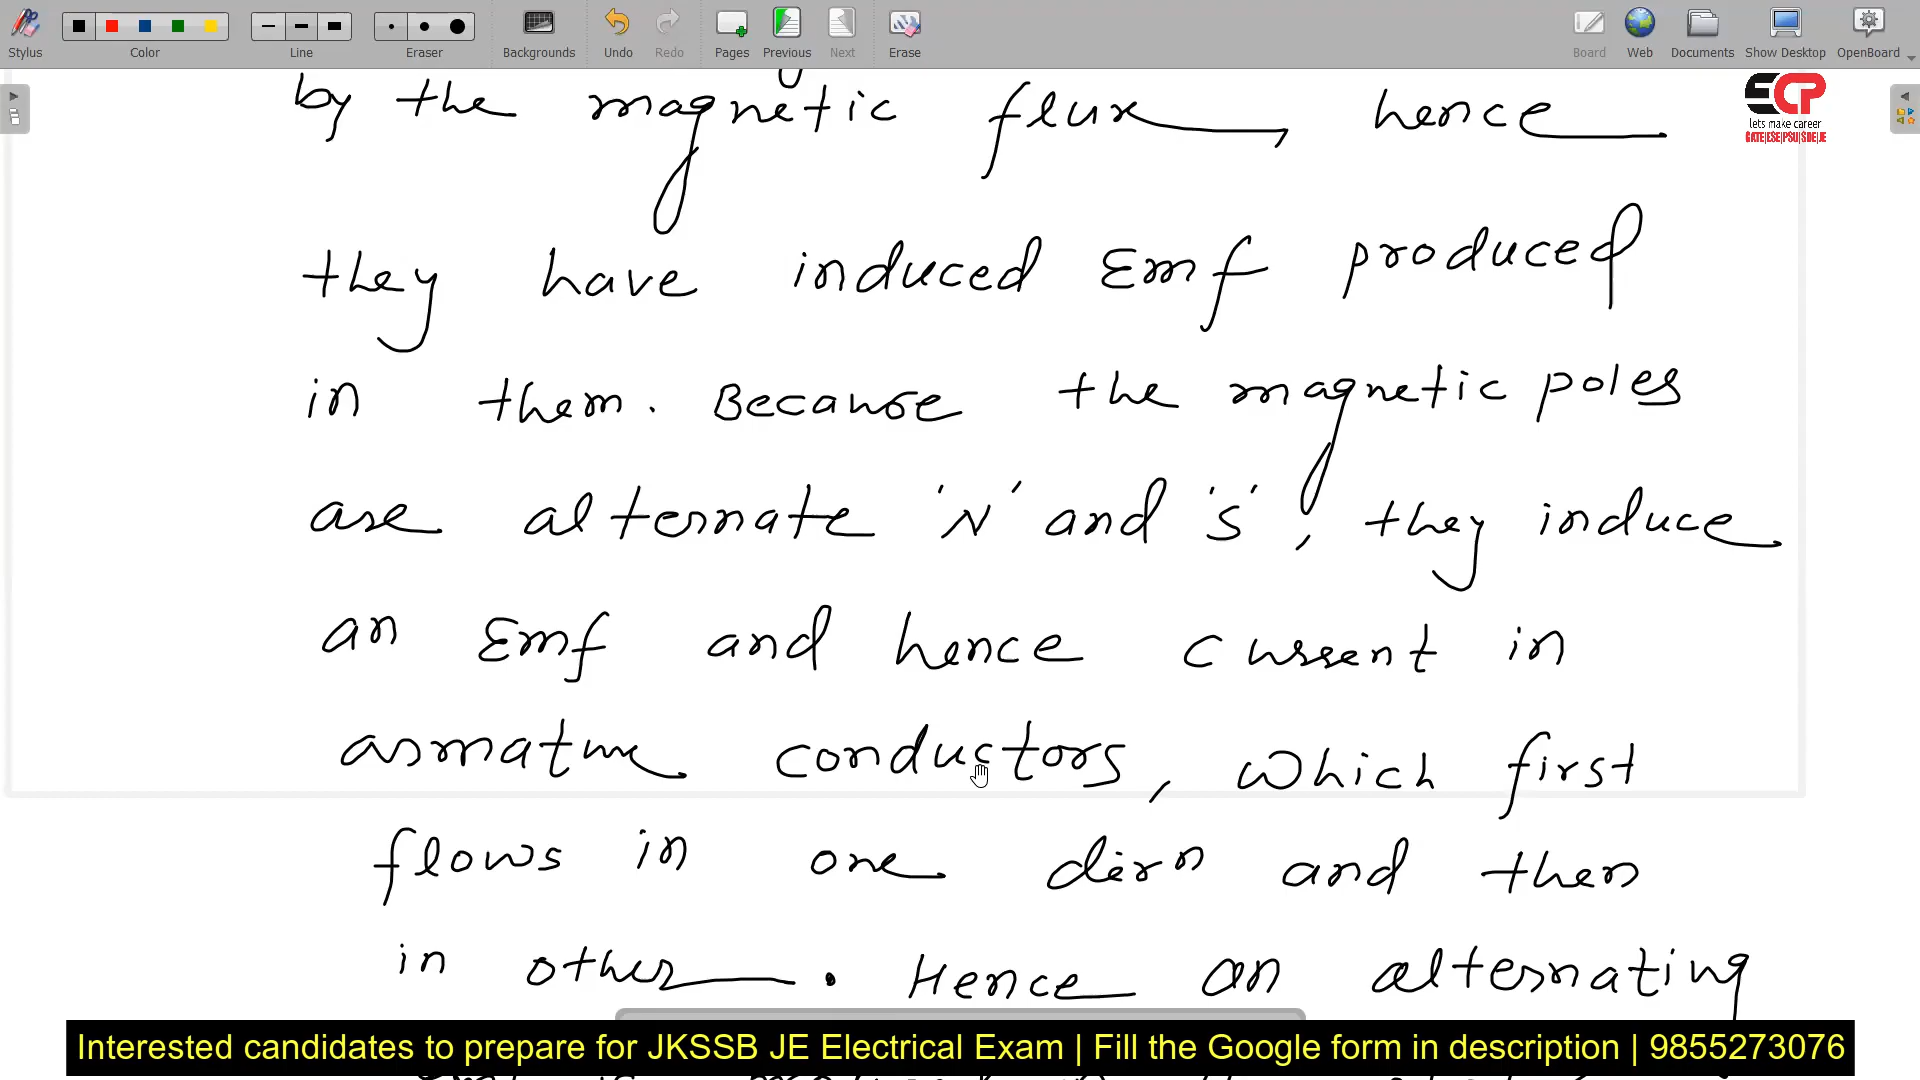 Stylus Color Line Eraser Backgrounds Undo Redo Pages Previous Next Erase Board Web Documents Show Desktop OpenBoard
ECP
lets make career
GATE|ESE|PSU|SSC|JE
by the magnetic flux, hence
they have induced Emf produced
in them. Because the magnetic poles
are alternate 'N' and 'S', they induce
an Emf and hence current in
armature conductors, which first
flows in one dirn and then
in other. Hence an alternating
Interested candidates to prepare for JKSSB JE Electrical Exam | Fill the Google form in description | 9855273076